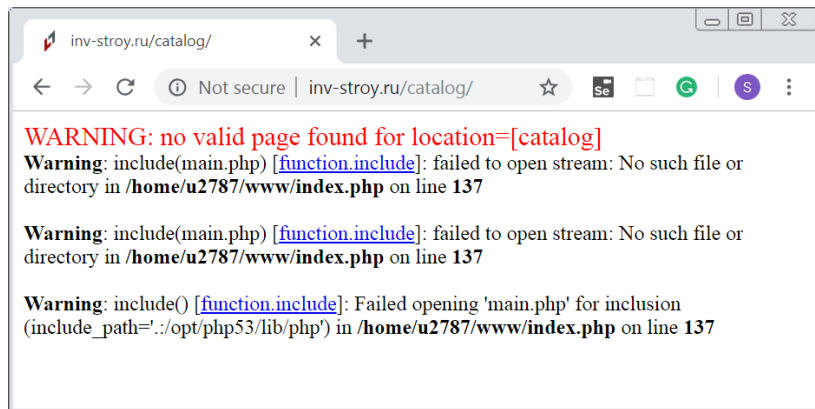 inv-stroy.ru/catalog/
Not secure | inv-stroy.ru/catalog/
Se
G
S
WARNING: no valid page found for location=[catalog]
Warning: include(main.php) [function.include]: failed to open stream: No such file or
directory in /home/u2787/www/index.php on line 137
Warning: include(main.php) [function.include]: failed to open stream: No such file or
directory in /home/u2787/www/index.php on line 137
Warning: include() [function.include]: Failed opening 'main.php' for inclusion
(include_path='.:/opt/php53/lib/php') in /home/u2787/www/index.php on line 137